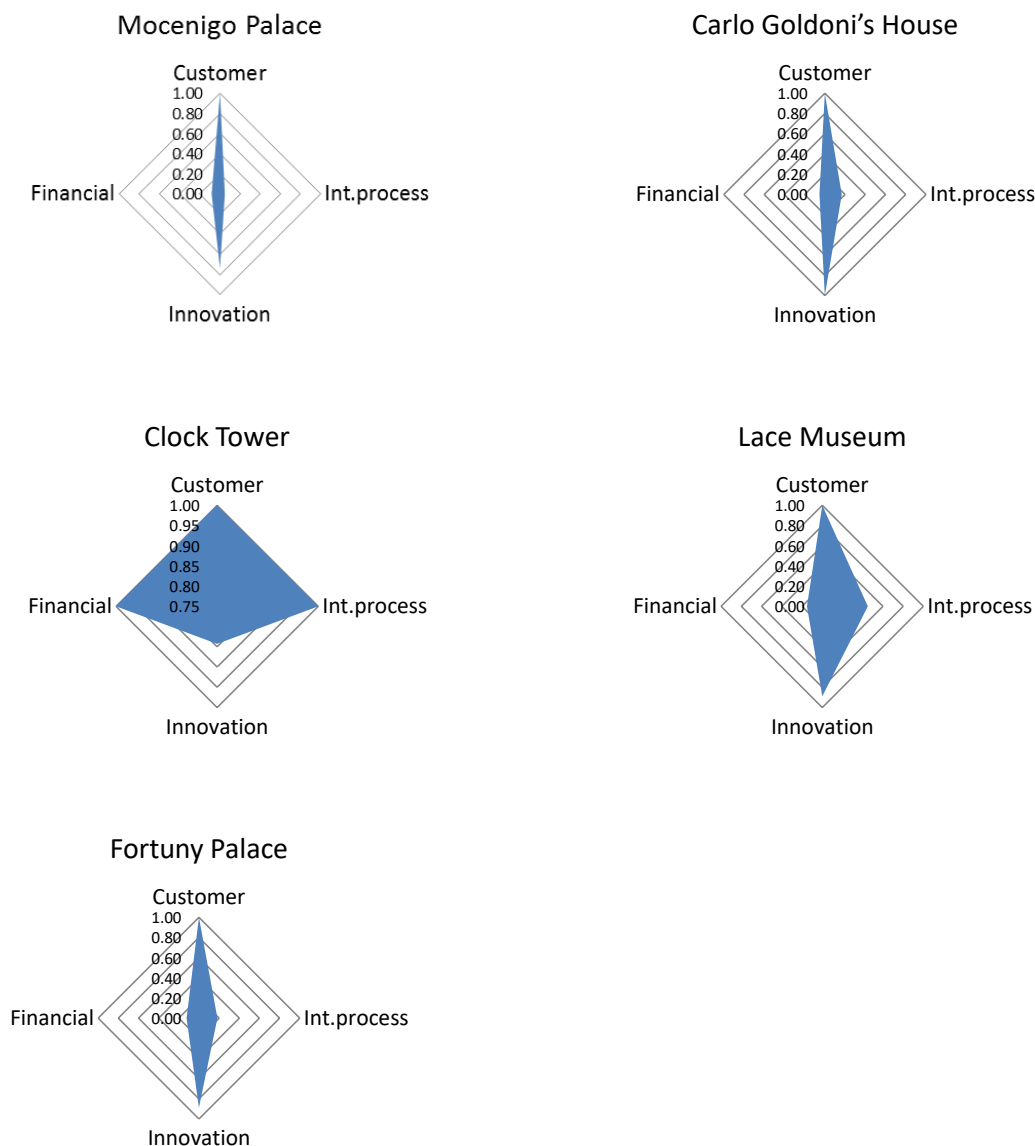 Mocenigo Palace
Customer
1.00
0.80
0.60
0.40
0.20
0.00
Financial
Int.process
Innovation
Carlo Goldoni’s House
Customer
1.00
0.80
0.60
0.40
0.20
0.00
Financial
Int.process
Innovation
Clock Tower
Customer
1.00
0.95
0.90
0.85
0.80
0.75
Financial
Int.process
Innovation
Lace Museum
Customer
1.00
0.80
0.60
0.40
0.20
0.00
Financial
Int.process
Innovation
Fortuny Palace
Customer
1.00
0.80
0.60
0.40
0.20
0.00
Financial
Int.process
Innovation